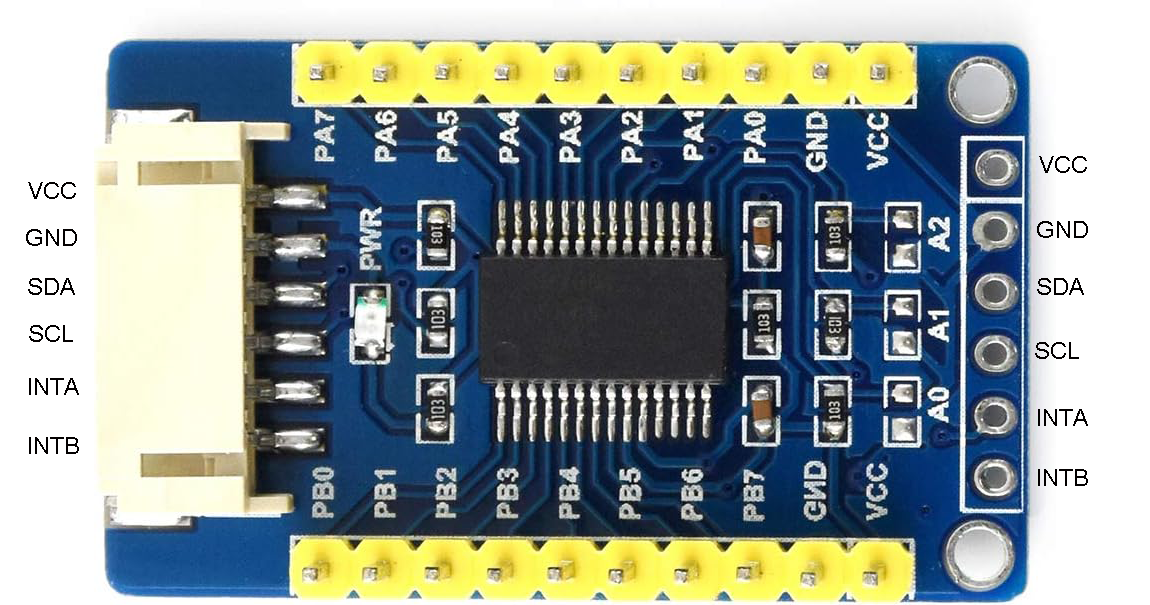 PA7 PA6 PA5 PA4 PA3 PA2 PA1 PA0 GND VCC
VCC
GND
SDA
SCL
INTA
INTB
PWR
103
103
103
103
103
103
103
A2
A1
A0
VCC
GND
SDA
SCL
INTA
INTB
PB0 PB1 PB2 PB3 PB4 PB5 PB6 PB7 GND VCC